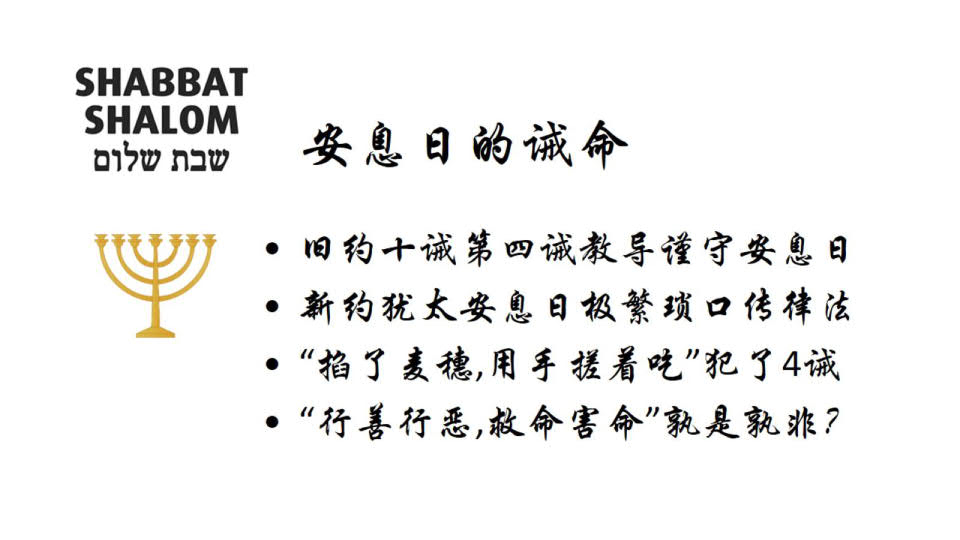 SHABBAT
SHALOM
שבת שלום
安息日的诫命
• 旧约十诫第四诫教导谨守安息日
• 新约犹太安息日极繁琐口传律法
• “掐了麦穗,用手搓着吃”犯了4诫
• “行善行恶,救命害命”孰是孰非?